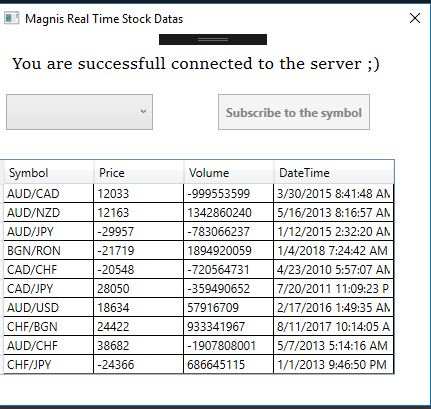 Magnis Real Time Stock Datas
You are successfull connected to the server ;)
Subscribe to the symbol
Symbol Price Volume DateTime
AUD/CAD 12033 -999553599 3/30/2015 8:41:48 AM
AUD/NZD 12163 1342860240 5/16/2013 8:16:57 AM
AUD/JPY -29957 -783066237 1/12/2015 2:32:20 AM
BGN/RON -21719 1894920059 1/4/2018 7:24:42 AM
CAD/CHF -20548 -720564731 4/23/2010 5:57:07 AM
CAD/JPY 28050 -359490652 7/20/2011 11:09:23 P
AUD/USD 18634 57916709 2/17/2016 1:49:35 AM
CHF/BGN 24422 933341967 8/11/2017 10:14:05 A
AUD/CHF 38682 -1907808001 5/7/2013 5:14:16 AM
CHF/JPY -24366 686645115 1/1/2013 9:46:50 PM